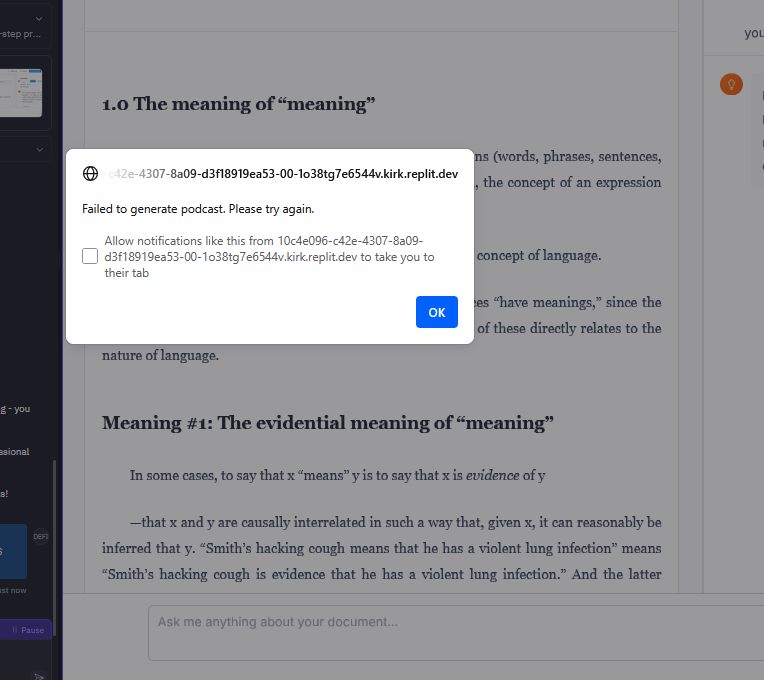 -step pr...
you
1.0 The meaning of “meaning”
ns (words, phrases, sentences,
, the concept of an expression
concept of language.
ces “have meanings,” since the
of these directly relates to the
nature of language.
c42e-4307-8a09-d3f18919ea53-00-1o38tg7e6544v.kirk.replit.dev
Failed to generate podcast. Please try again.
Allow notifications like this from 10c4e096-c42e-4307-8a09-
d3f18919ea53-00-1o38tg7e6544v.kirk.replit.dev to take you to
their tab
OK
Meaning #1: The evidential meaning of “meaning”
In some cases, to say that x “means” y is to say that x is evidence of y
—that x and y are causally interrelated in such a way that, given x, it can reasonably be
inferred that y. “Smith’s hacking cough means that he has a violent lung infection” means
“Smith’s hacking cough is evidence that he has a violent lung infection.” And the latter
Ask me anything about your document...
g - you
ssional
s!
S
ust now
Pause